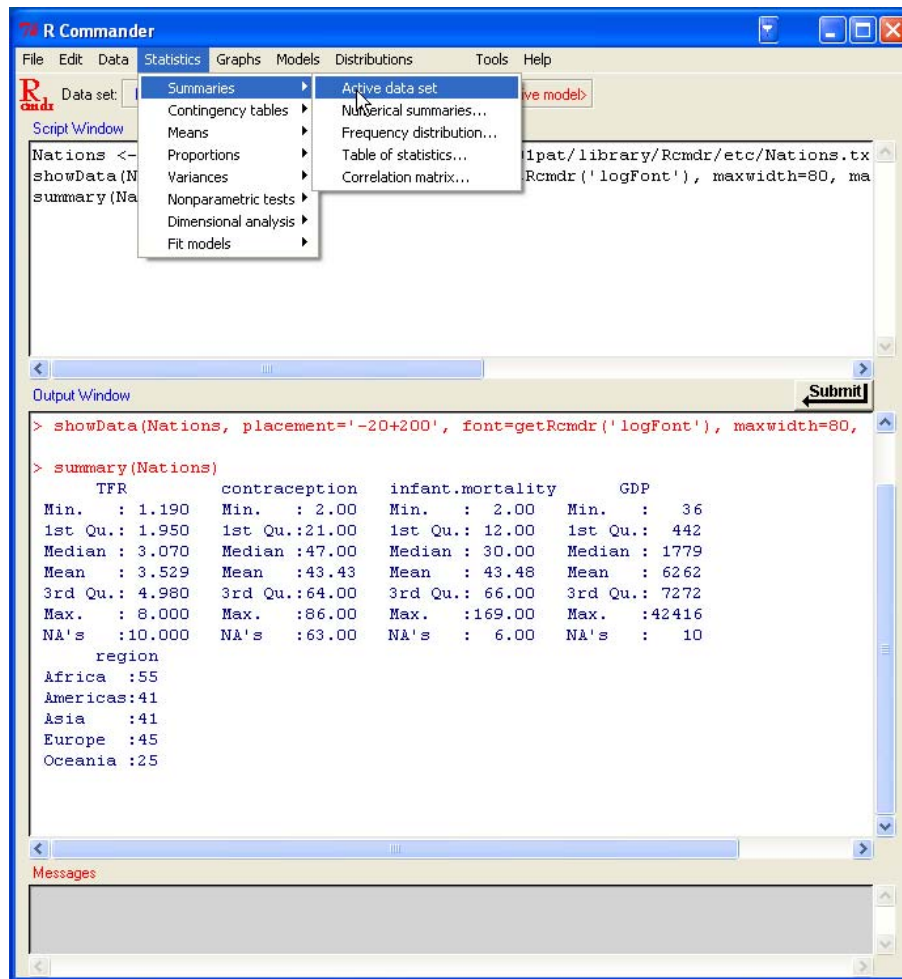 R Commander
File Edit Data Statistics Graphs Models Distributions Tools Help
R cmdr Data set: Summaries Active data set ive model>
Script Window Contingency tables Numerical summaries...
Means Frequency distribution...
Nations <- Proportions Table of statistics... 1pat/library/Rcmdr/etc/Nations.tx
showData(N Variances Correlation matrix... Rcmdr('logFont'), maxwidth=80, ma
summary(Na Nonparametric tests
Dimensional analysis
Fit models
Output Window Submit
> showData(Nations, placement='-20+200', font=getRcmdr('logFont'), maxwidth=80,
> summary(Nations)
TFR contraception infant.mortality GDP
Min. : 1.190 Min. : 2.00 Min. : 2.00 Min. : 36
1st Qu.: 1.950 1st Qu.:21.00 1st Qu.: 12.00 1st Qu.: 442
Median : 3.070 Median :47.00 Median : 30.00 Median : 1779
Mean : 3.529 Mean :43.43 Mean : 43.48 Mean : 6262
3rd Qu.: 4.980 3rd Qu.:64.00 3rd Qu.: 66.00 3rd Qu.: 7272
Max. : 8.000 Max. :86.00 Max. :169.00 Max. :42416
NA's :10.000 NA's :63.00 NA's : 6.00 NA's : 10
region
Africa :55
Americas:41
Asia :41
Europe :45
Oceania :25
Messages